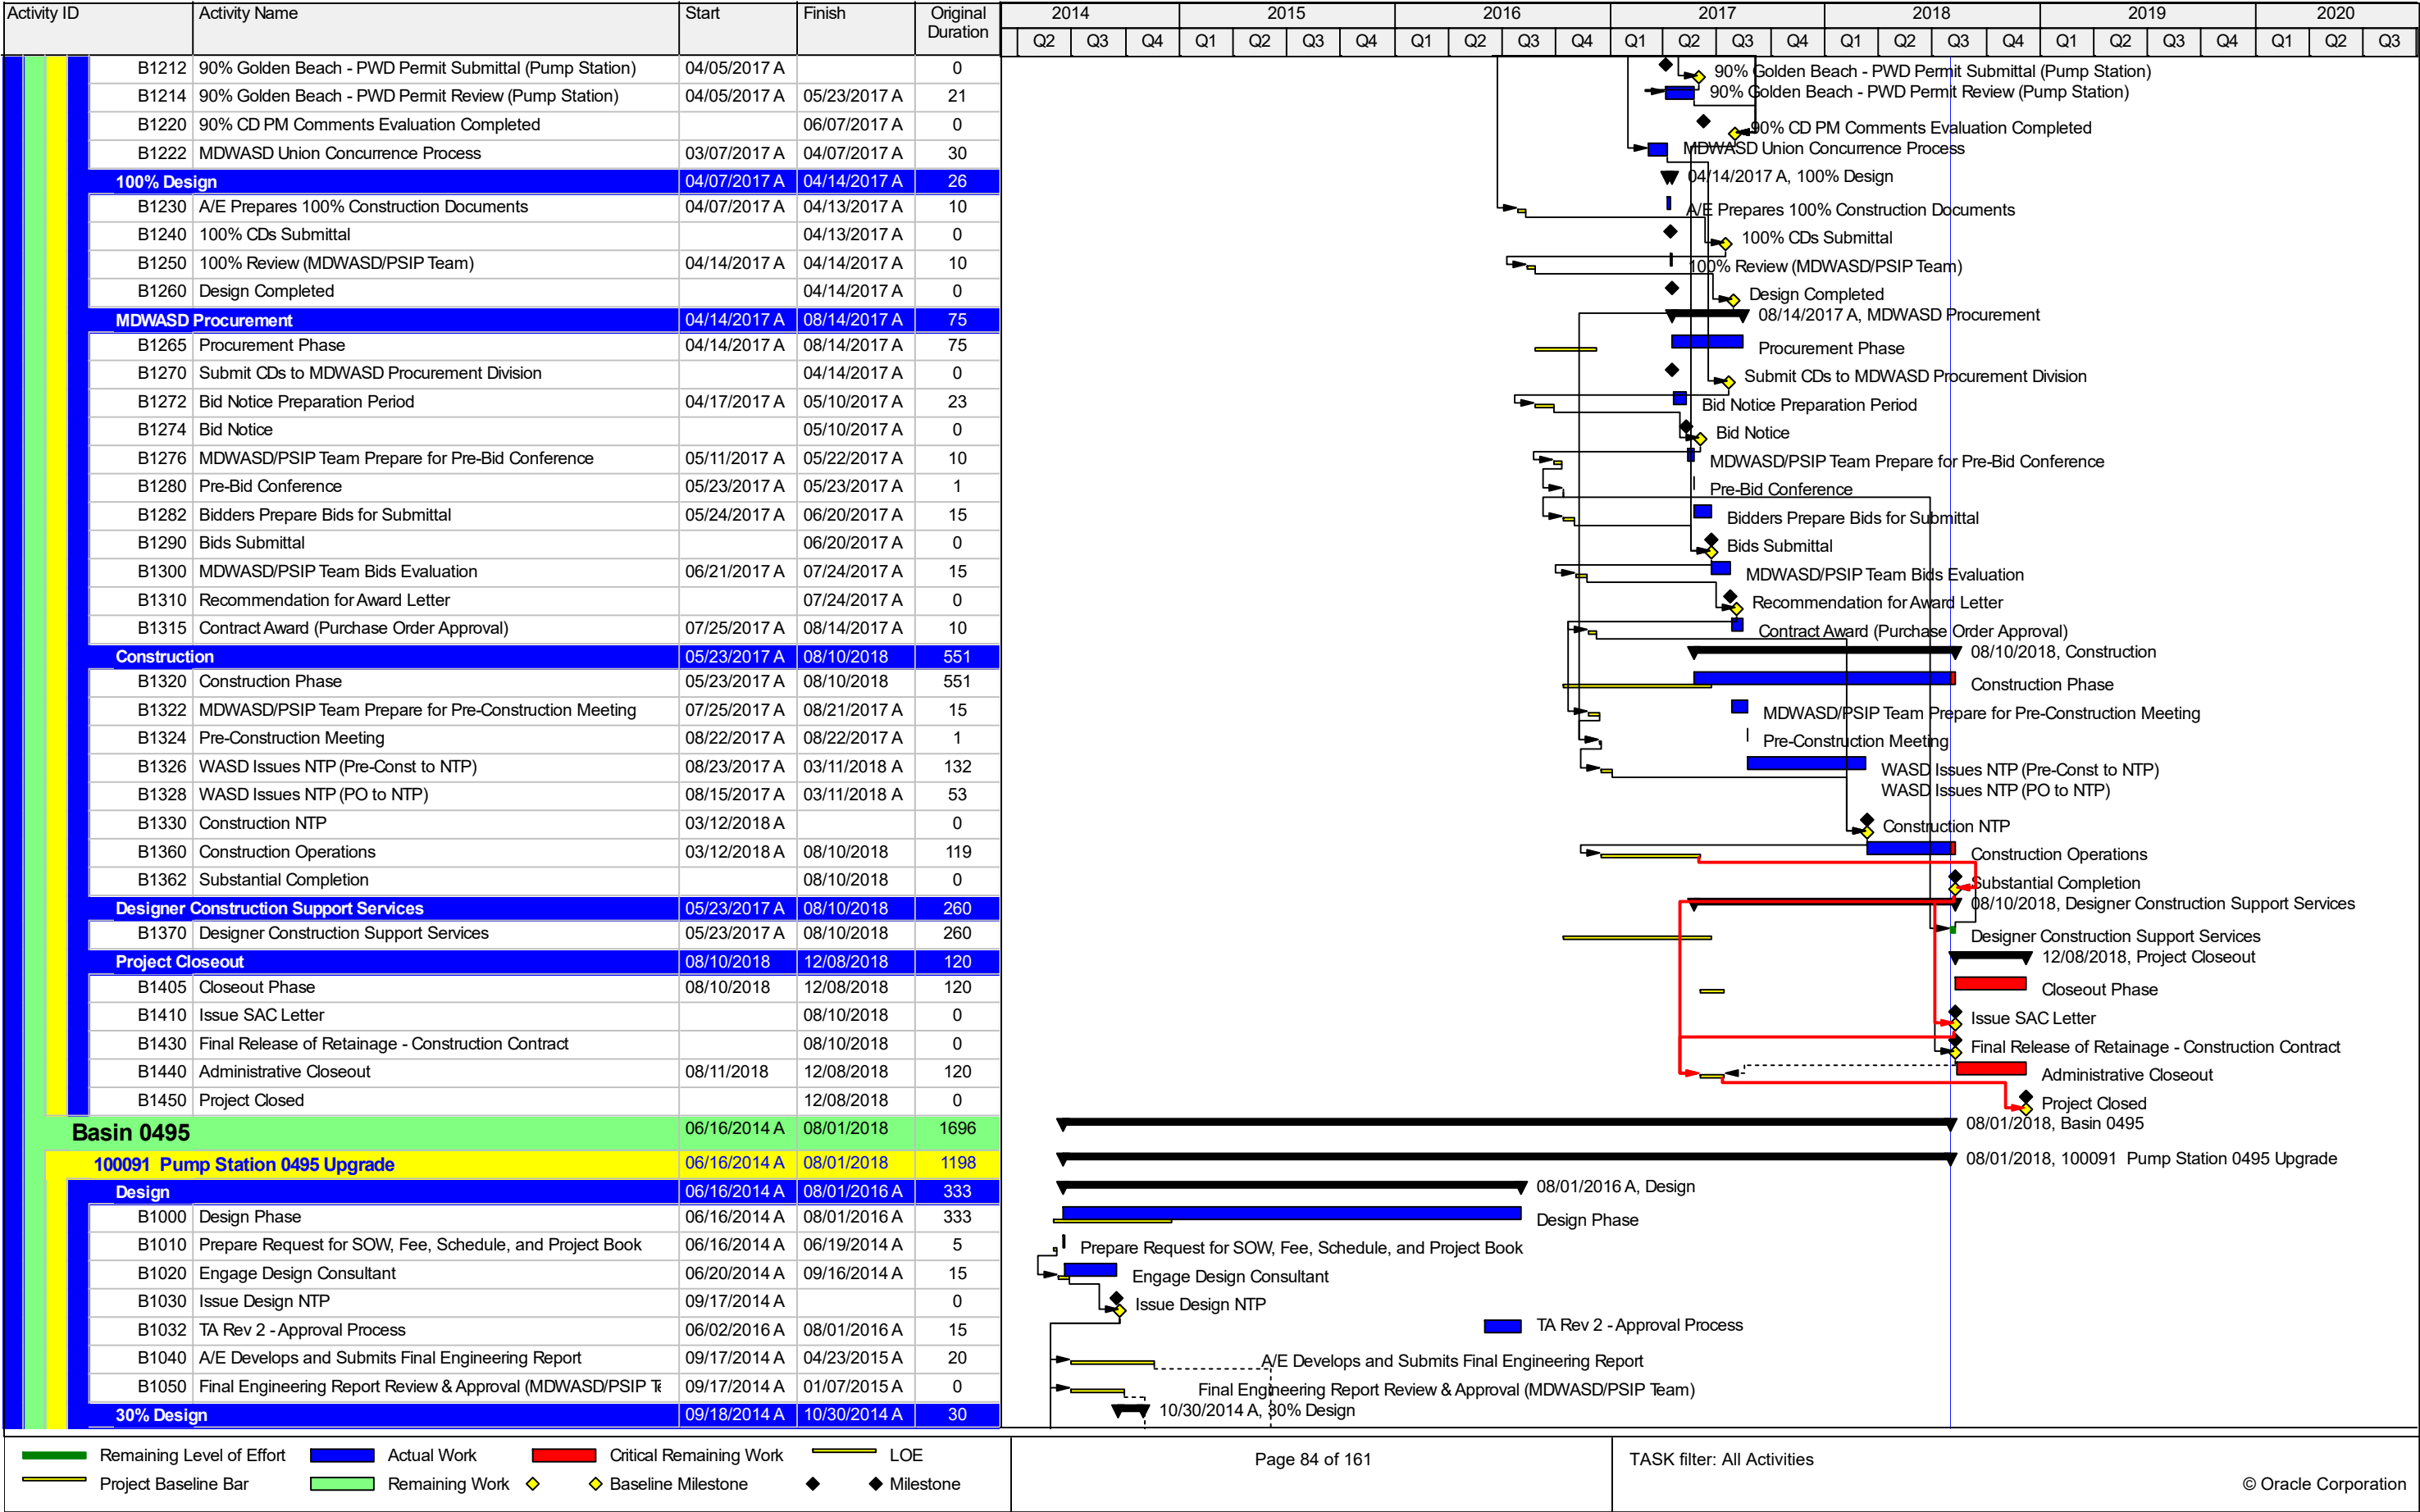 Activity ID Activity Name Start Finish Original Duration 2014 2015 2016 2017 2018 2019 2020
Q2 Q3 Q4 Q1 Q2 Q3 Q4 Q1 Q2 Q3 Q4 Q1 Q2 Q3 Q4 Q1 Q2 Q3 Q4 Q1 Q2 Q3 Q4 Q1 Q2 Q3
B1212 90% Golden Beach - PWD Permit Submittal (Pump Station) 04/05/2017 A 0 90% Golden Beach - PWD Permit Submittal (Pump Station)
B1214 90% Golden Beach - PWD Permit Review (Pump Station) 04/05/2017 A 05/23/2017 A 21 90% Golden Beach - PWD Permit Review (Pump Station)
B1220 90% CD PM Comments Evaluation Completed 06/07/2017 A 0 90% CD PM Comments Evaluation Completed
B1222 MDWASD Union Concurrence Process 03/07/2017 A 04/07/2017 A 30 MDWASD Union Concurrence Process
100% Design 04/07/2017 A 04/14/2017 A 26 04/14/2017 A, 100% Design
B1230 A/E Prepares 100% Construction Documents 04/07/2017 A 04/13/2017 A 10 A/E Prepares 100% Construction Documents
B1240 100% CDs Submittal 04/13/2017 A 0 100% CDs Submittal
B1250 100% Review (MDWASD/PSIP Team) 04/14/2017 A 04/14/2017 A 10 100% Review (MDWASD/PSIP Team)
B1260 Design Completed 04/14/2017 A 0 Design Completed
MDWASD Procurement 04/14/2017 A 08/14/2017 A 75 08/14/2017 A, MDWASD Procurement
B1265 Procurement Phase 04/14/2017 A 08/14/2017 A 75 Procurement Phase
B1270 Submit CDs to MDWASD Procurement Division 04/14/2017 A 0 Submit CDs to MDWASD Procurement Division
B1272 Bid Notice Preparation Period 04/17/2017 A 05/10/2017 A 23 Bid Notice Preparation Period
B1274 Bid Notice 05/10/2017 A 0 Bid Notice
B1276 MDWASD/PSIP Team Prepare for Pre-Bid Conference 05/11/2017 A 05/22/2017 A 10 MDWASD/PSIP Team Prepare for Pre-Bid Conference
B1280 Pre-Bid Conference 05/23/2017 A 05/23/2017 A 1 Pre-Bid Conference
B1282 Bidders Prepare Bids for Submittal 05/24/2017 A 06/20/2017 A 15 Bidders Prepare Bids for Submittal
B1290 Bids Submittal 06/20/2017 A 0 Bids Submittal
B1300 MDWASD/PSIP Team Bids Evaluation 06/21/2017 A 07/24/2017 A 15 MDWASD/PSIP Team Bids Evaluation
B1310 Recommendation for Award Letter 07/24/2017 A 0 Recommendation for Award Letter
B1315 Contract Award (Purchase Order Approval) 07/25/2017 A 08/14/2017 A 10 Contract Award (Purchase Order Approval)
Construction 05/23/2017 A 08/10/2018 551 08/10/2018, Construction
B1320 Construction Phase 05/23/2017 A 08/10/2018 551 Construction Phase
B1322 MDWASD/PSIP Team Prepare for Pre-Construction Meeting 07/25/2017 A 08/21/2017 A 15 MDWASD/PSIP Team Prepare for Pre-Construction Meeting
B1324 Pre-Construction Meeting 08/22/2017 A 08/22/2017 A 1 Pre-Construction Meeting
B1326 WASD Issues NTP (Pre-Const to NTP) 08/23/2017 A 03/11/2018 A 132 WASD Issues NTP (Pre-Const to NTP)
B1328 WASD Issues NTP (PO to NTP) 08/15/2017 A 03/11/2018 A 53 WASD Issues NTP (PO to NTP)
B1330 Construction NTP 03/12/2018 A 0 Construction NTP
B1360 Construction Operations 03/12/2018 A 08/10/2018 119 Construction Operations
B1362 Substantial Completion 08/10/2018 0 Substantial Completion
Designer Construction Support Services 05/23/2017 A 08/10/2018 260 08/10/2018, Designer Construction Support Services
B1370 Designer Construction Support Services 05/23/2017 A 08/10/2018 260 Designer Construction Support Services
Project Closeout 08/10/2018 12/08/2018 120 12/08/2018, Project Closeout
B1405 Closeout Phase 08/10/2018 12/08/2018 120 Closeout Phase
B1410 Issue SAC Letter 08/10/2018 0 Issue SAC Letter
B1430 Final Release of Retainage - Construction Contract 08/10/2018 0 Final Release of Retainage - Construction Contract
B1440 Administrative Closeout 08/11/2018 12/08/2018 120 Administrative Closeout
B1450 Project Closed 12/08/2018 0 Project Closed
Basin 0495 06/16/2014 A 08/01/2018 1696 08/01/2018, Basin 0495
100091 Pump Station 0495 Upgrade 06/16/2014 A 08/01/2018 1198 08/01/2018, 100091 Pump Station 0495 Upgrade
Design 06/16/2014 A 08/01/2016 A 333 08/01/2016 A, Design
B1000 Design Phase 06/16/2014 A 08/01/2016 A 333 Design Phase
B1010 Prepare Request for SOW, Fee, Schedule, and Project Book 06/16/2014 A 06/19/2014 A 5 Prepare Request for SOW, Fee, Schedule, and Project Book
B1020 Engage Design Consultant 06/20/2014 A 09/16/2014 A 15 Engage Design Consultant
B1030 Issue Design NTP 09/17/2014 A 0 Issue Design NTP
B1032 TA Rev 2 - Approval Process 06/02/2016 A 08/01/2016 A 15 TA Rev 2 - Approval Process
B1040 A/E Develops and Submits Final Engineering Report 09/17/2014 A 04/23/2015 A 20 A/E Develops and Submits Final Engineering Report
B1050 Final Engineering Report Review & Approval (MDWASD/PSIP Te 09/17/2014 A 01/07/2015 A 0 Final Engineering Report Review & Approval (MDWASD/PSIP Team)
30% Design 09/18/2014 A 10/30/2014 A 30 10/30/2014 A, 30% Design
Remaining Level of Effort Actual Work Critical Remaining Work LOE
Project Baseline Bar Remaining Work Baseline Milestone Milestone
Page 84 of 161
TASK filter: All Activities
© Oracle Corporation